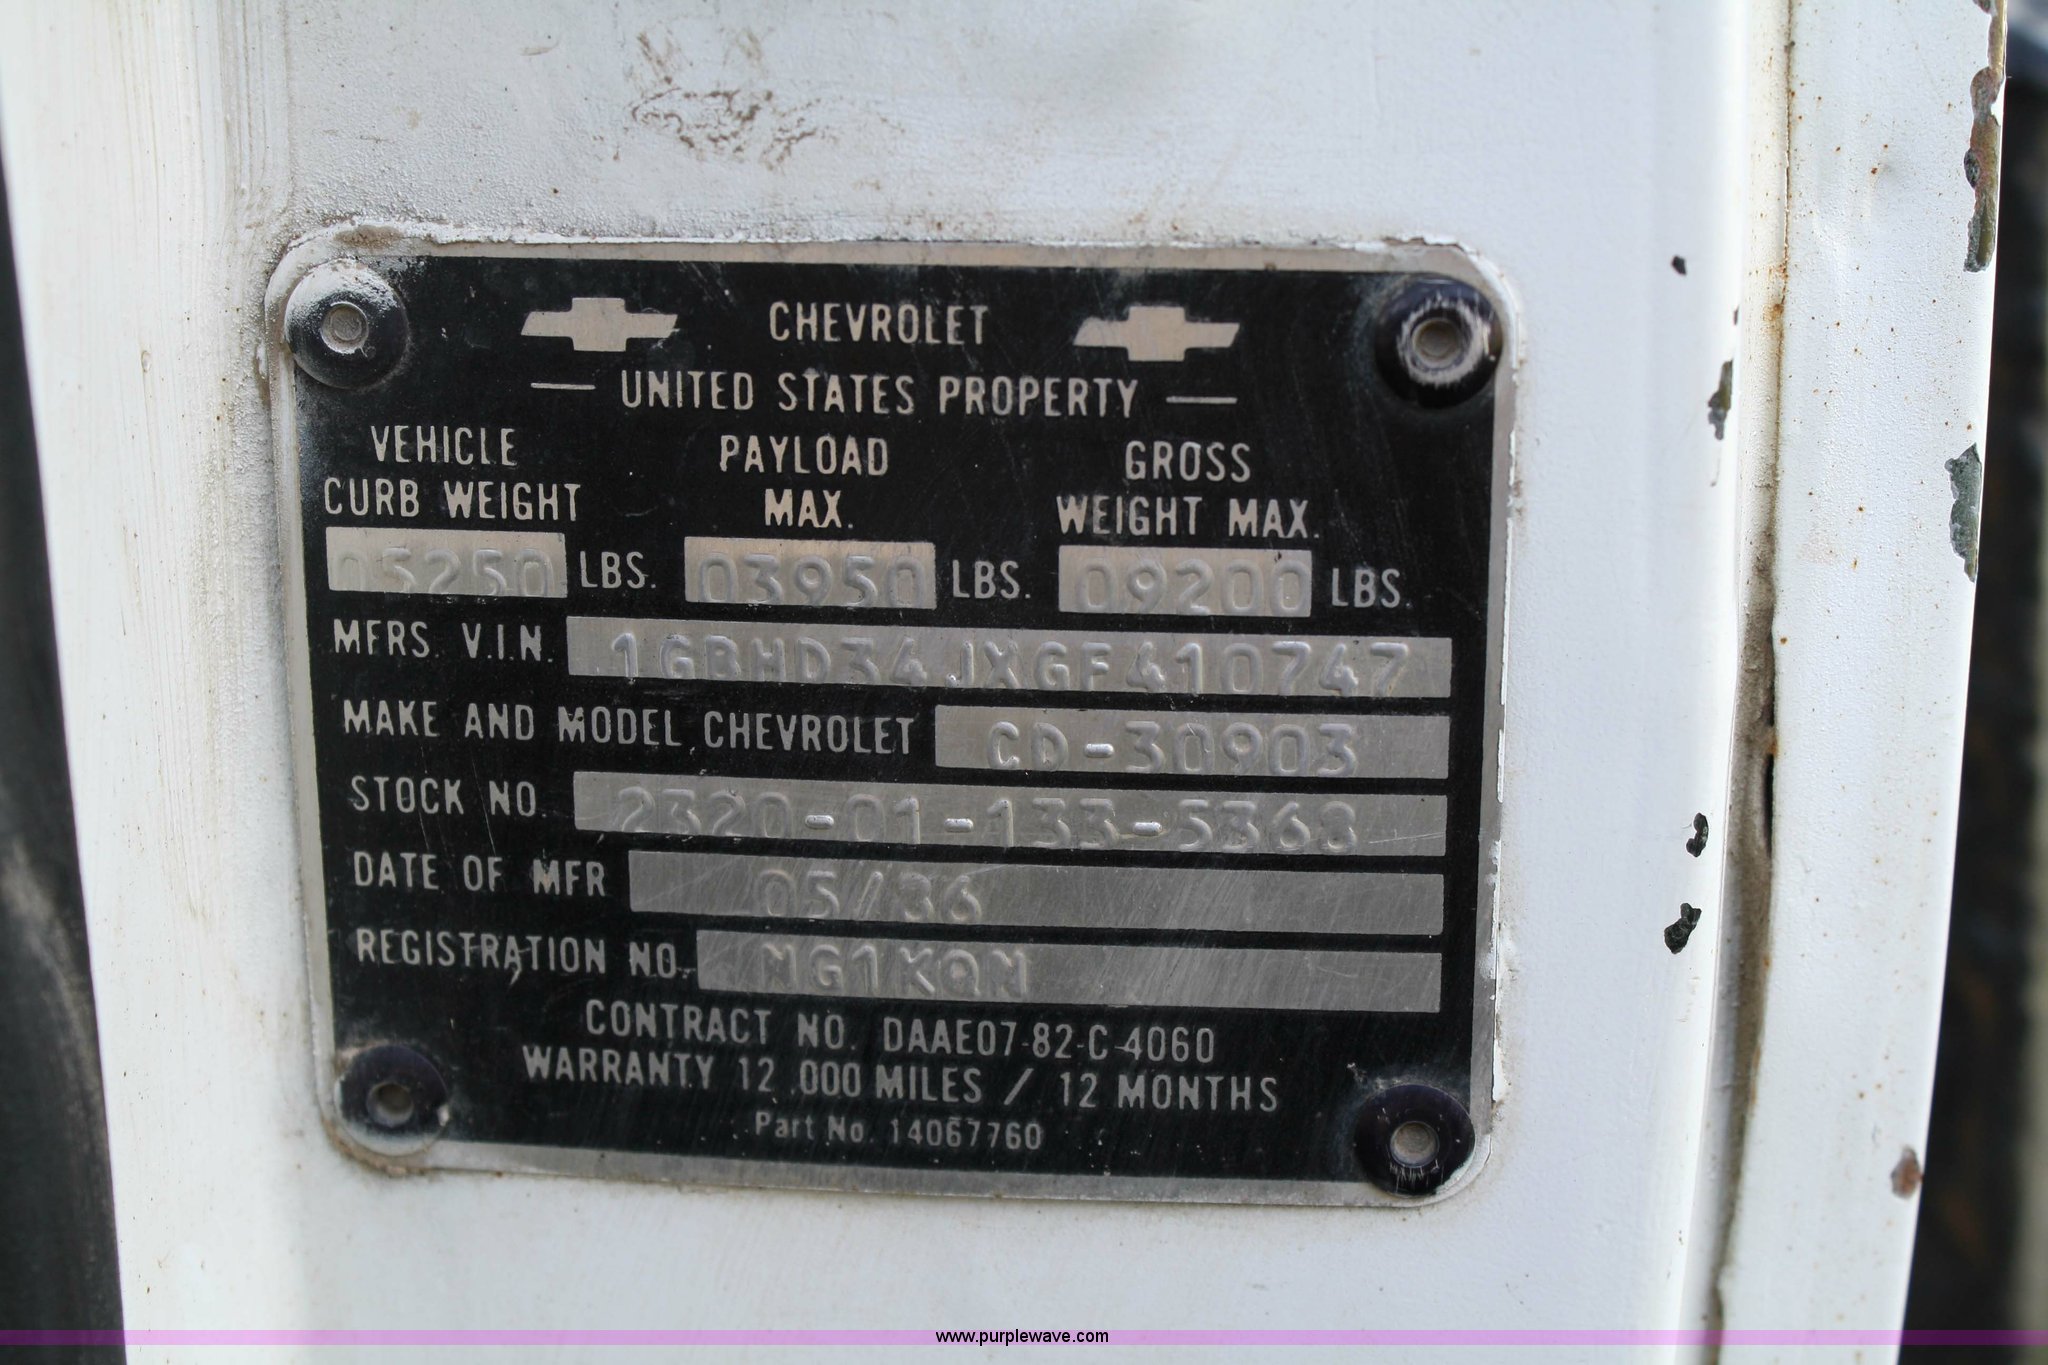 CHEVROLET
UNITED STATES PROPERTY
VEHICLE CURB WEIGHT 05250 LBS.
PAYLOAD MAX. 03950 LBS.
GROSS WEIGHT MAX. 09200 LBS.
MFRS. V.I.N. 1GBHD34JXGF410747
MAKE AND MODEL, CHEVROLET CD-30903
STOCK NO. 2320-01-133-5368
DATE OF MFR 05/86
REGISTRATION NO. NG1KQN
CONTRACT NO. DAAE07-82-C-4060
WARRANTY 12,000 MILES / 12 MONTHS
Part No. 14067760
www.purplewave.com